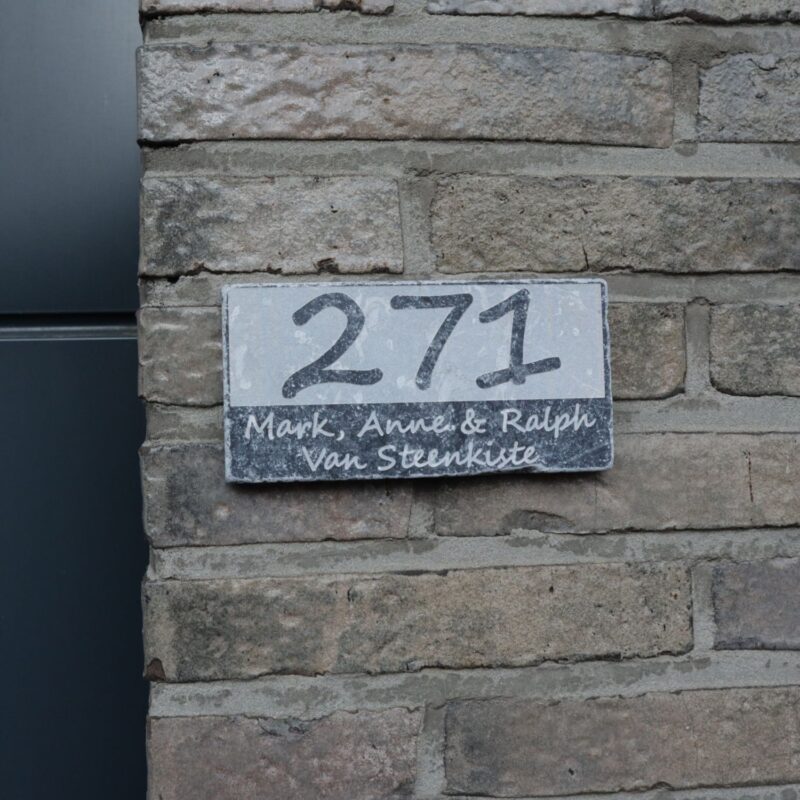 271
Mark, Anne & Ralph
Van Steenkiste